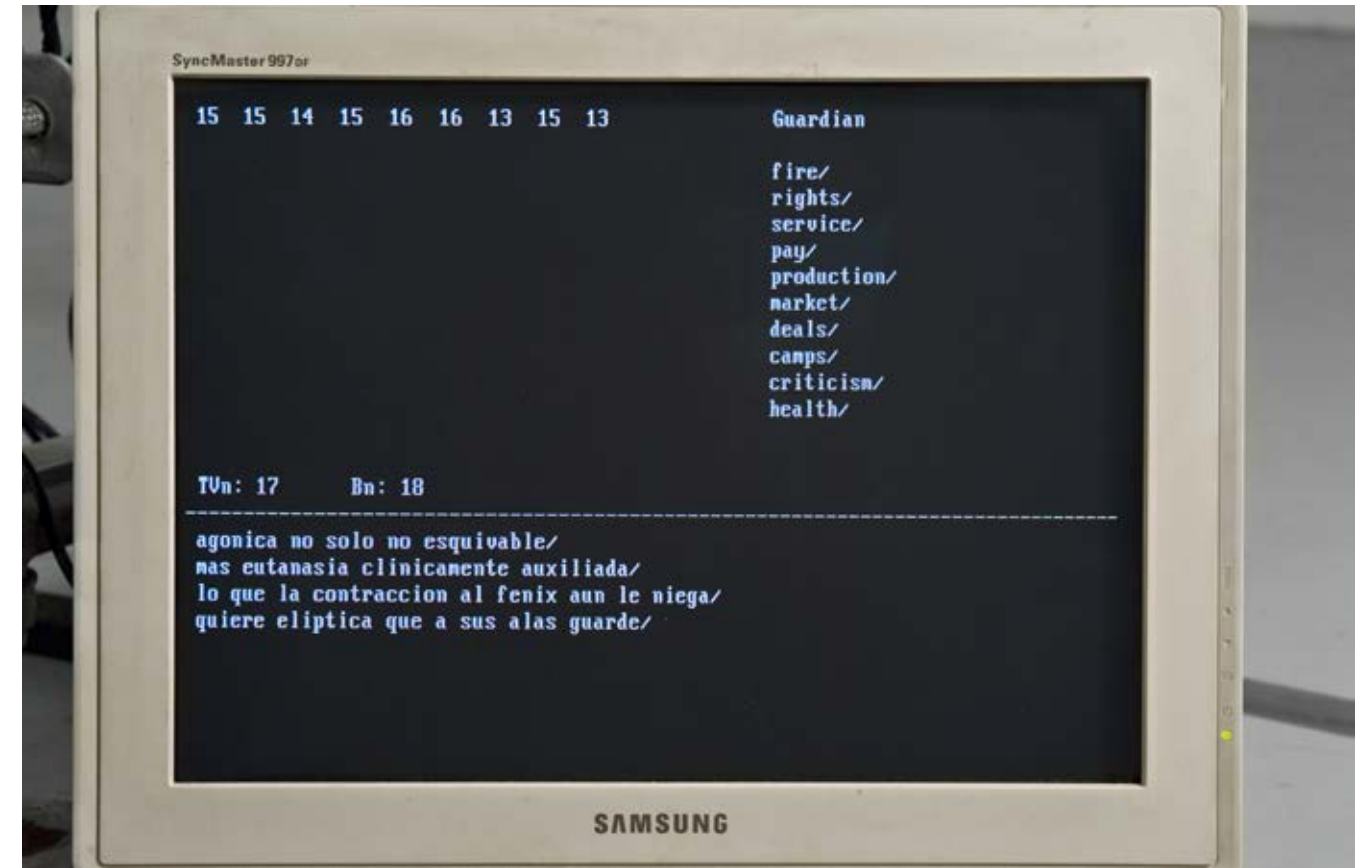 SyncMaster 997DF
15 15 14 15 16 16 13 15 13
Guardian
fire/
rights/
service/
pay/
production/
market/
deals/
camps/
criticism/
health/
TVn: 17 Bn: 18
agonica no solo no esquivable/
mas eutanasia clinicamente auxiliada/
lo que la contraccion al fenix aun le niega/
quiere eliptica que a sus alas guarde/
SAMSUNG